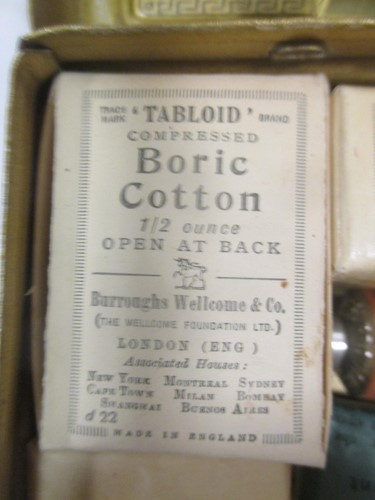 TRADE MARK ‘TABLOID’ BRAND
COMPRESSED
Boric
Cotton
1/2 ounce
OPEN AT BACK
Burroughs Wellcome & Co.
(THE WELLCOME FOUNDATION LTD.)
LONDON (ENG)
Associated Houses:
NEW YORK MONTREAL SYDNEY
CAPE TOWN MILAN BOMBAY
SHANGHAI BUENOS AIRES
d 22
MADE IN ENGLAND